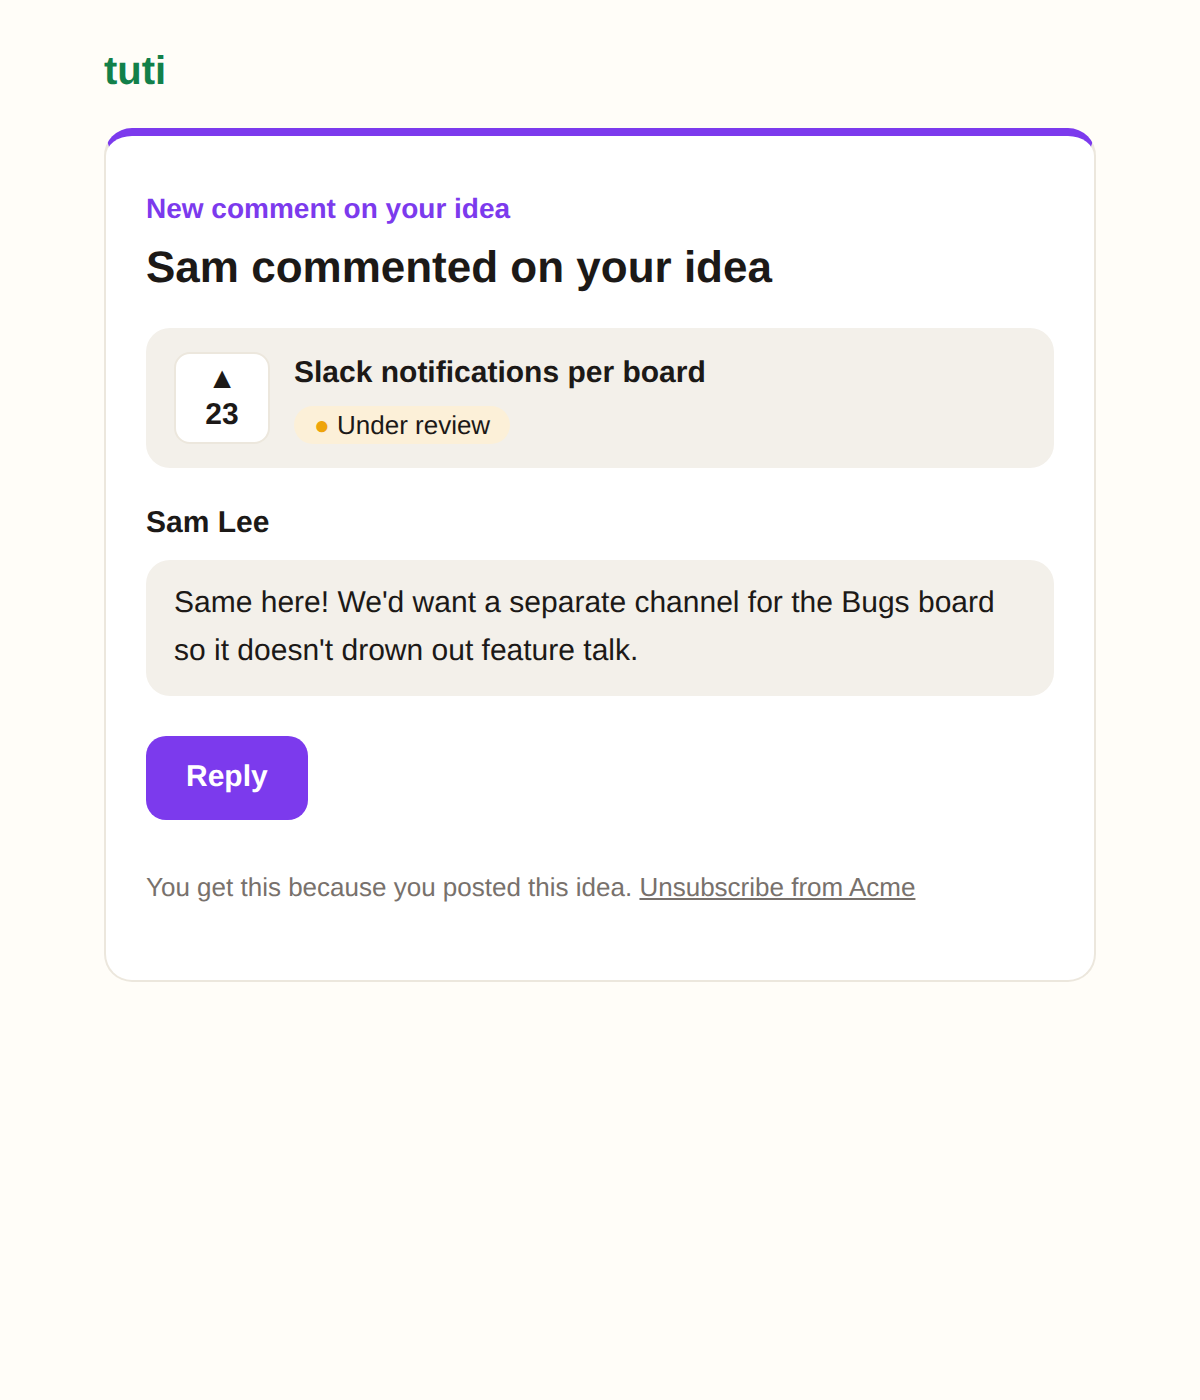 tuti
New comment on your idea
Sam commented on your idea
▲
23
Slack notifications per board
Under review
Sam Lee
Same here! We'd want a separate channel for the Bugs board
so it doesn't drown out feature talk.
Reply
You get this because you posted this idea. Unsubscribe from Acme